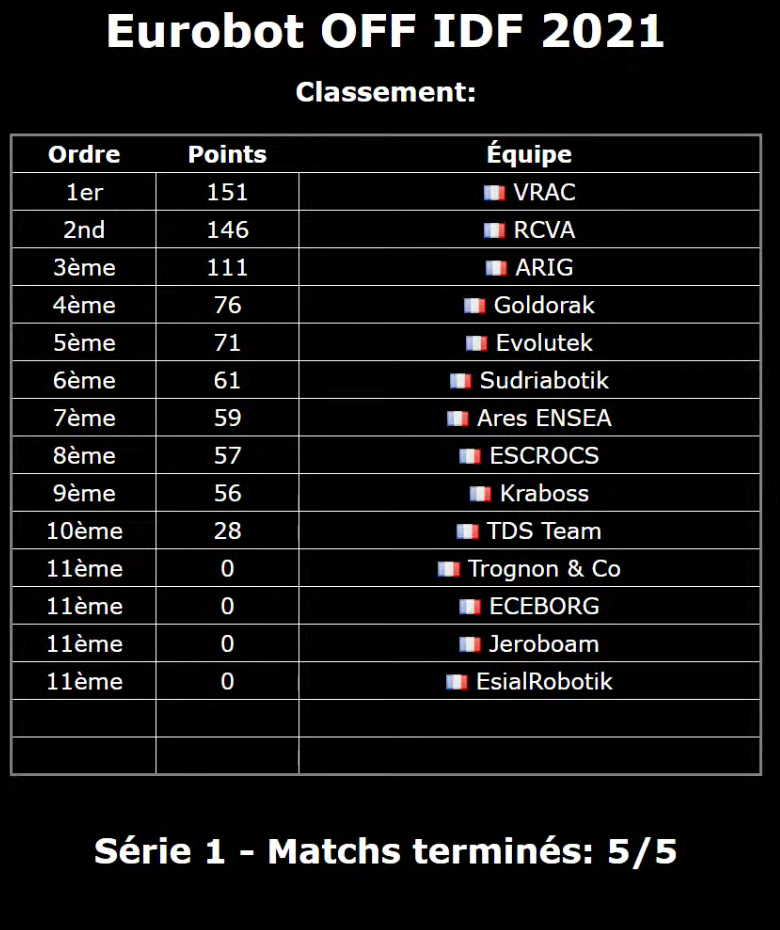 Eurobot OFF IDF 2021
Classement:
Ordre Points Équipe
1er 151 VRAC
2nd 146 RCVA
3ème 111 ARIG
4ème 76 Goldorak
5ème 71 Evolutek
6ème 61 Sudriabotik
7ème 59 Ares ENSEA
8ème 57 ESCROCS
9ème 56 Kraboss
10ème 28 TDS Team
11ème 0 Trognon & Co
11ème 0 ECEBORG
11ème 0 Jeroboam
11ème 0 EsialRobotik
Série 1 - Matchs terminés: 5/5